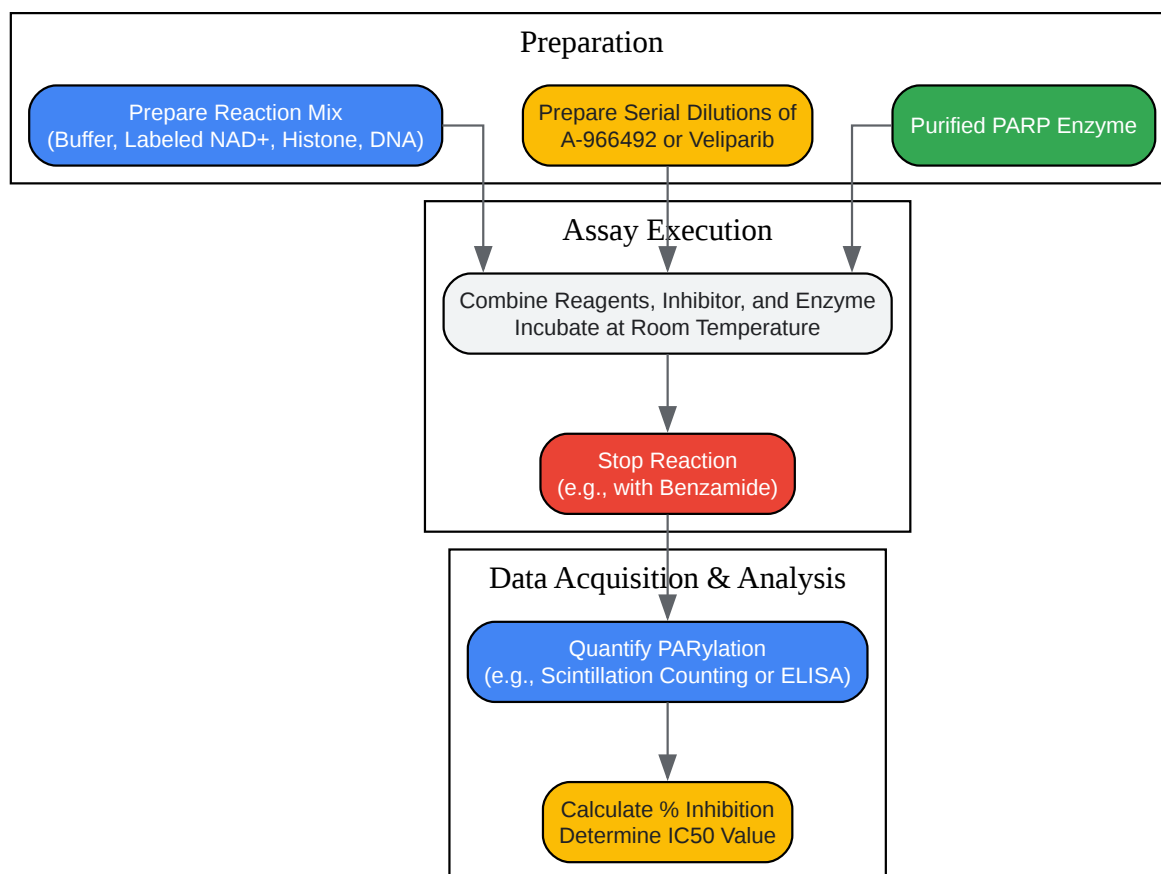 Preparation
Prepare Reaction Mix
(Buffer, Labeled NAD+, Histone, DNA)
Prepare Serial Dilutions of
A-966492 or Veliparib
Purified PARP Enzyme
Assay Execution
Combine Reagents, Inhibitor, and Enzyme
Incubate at Room Temperature
Stop Reaction
(e.g., with Benzamide)
Data Acquisition & Analysis
Quantify PARylation
(e.g., Scintillation Counting or ELISA)
Calculate % Inhibition
Determine IC50 Value